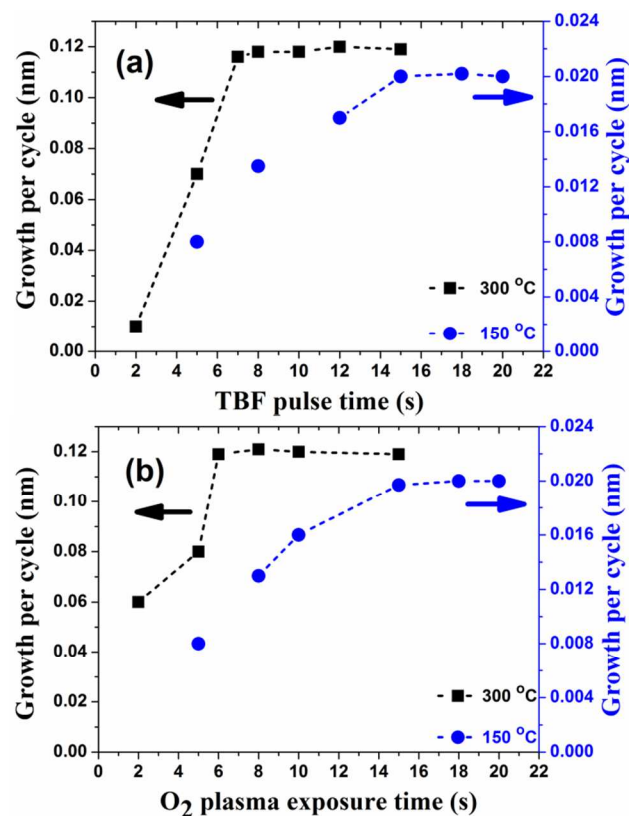 (a)
Growth per cycle (nm)
0.12
0.10
0.08
0.06
0.04
0.02
0.00
0.024
0.020
0.016
0.012
0.008
0.004
0.000
Growth per cycle (nm)
300 °C
150 °C
0 2 4 6 8 10 12 14 16 18 20 22
TBF pulse time (s)
(b)
Growth per cycle (nm)
0.12
0.10
0.08
0.06
0.04
0.02
0.00
0.024
0.020
0.016
0.012
0.008
0.004
0.000
Growth per cycle (nm)
300 °C
150 °C
0 2 4 6 8 10 12 14 16 18 20 22
O₂ plasma exposure time (s)